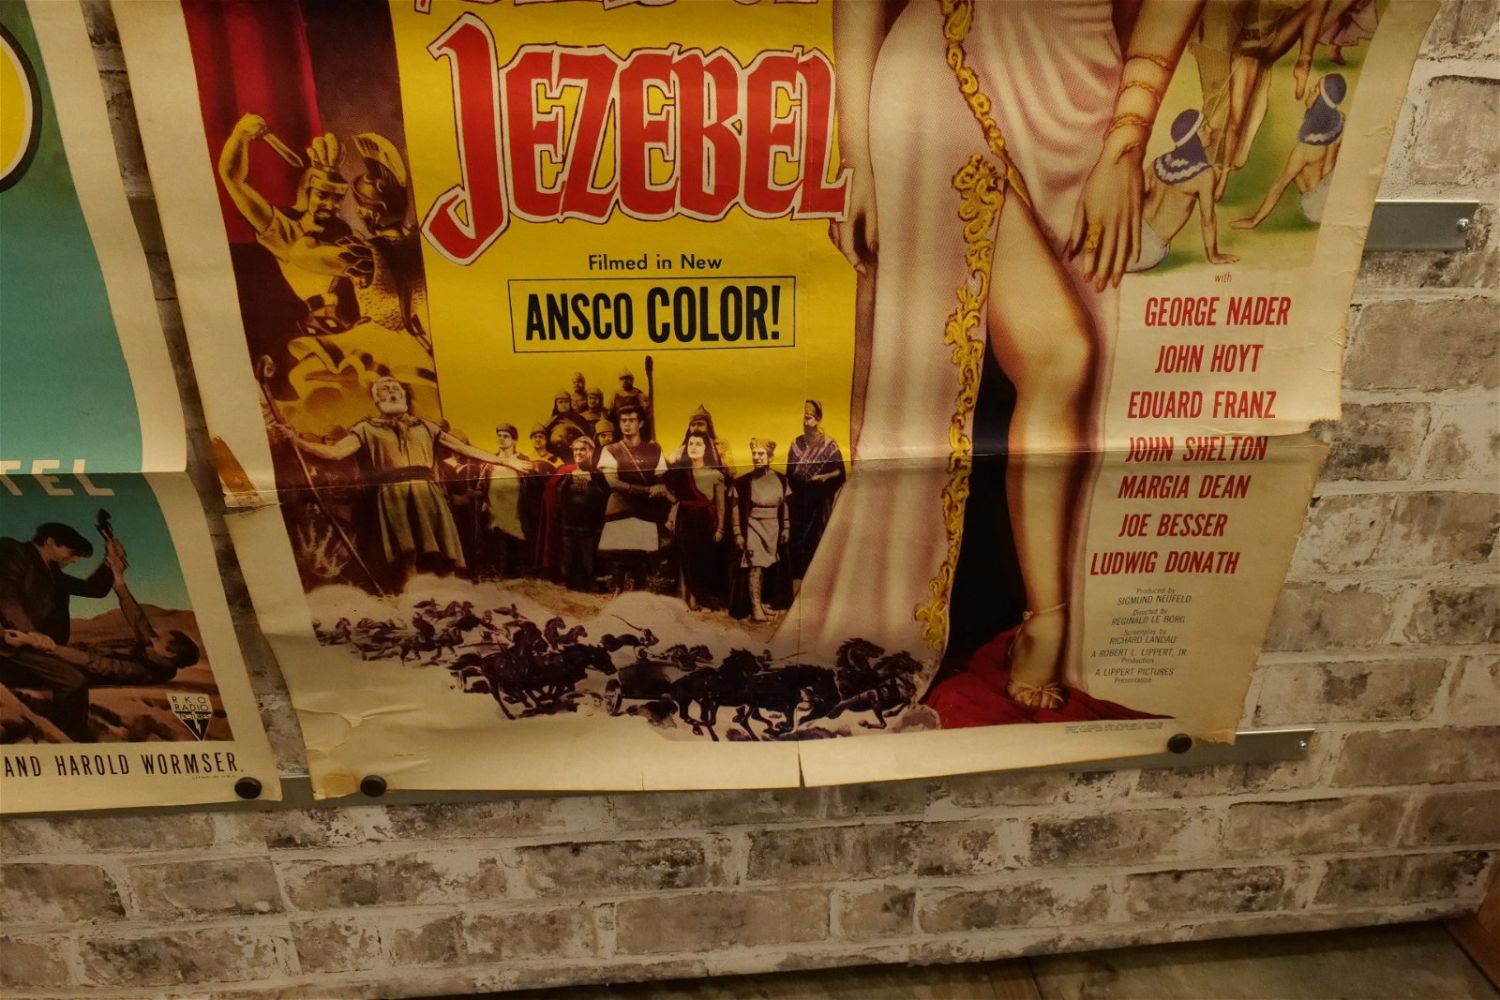 JEZEBEL
Filmed in New
ANSCO COLOR!
with
GEORGE NADER
JOHN HOYT
EDUARD FRANZ
JOHN SHELTON
MARGIA DEAN
JOE BESSER
LUDWIG DONATH
Produced by
SIGMUND NEUFELD
Directed by
REGINALD LE BORG
Screenplay by
RICHARD LANDAU
A ROBERT L. LIPPERT, JR.
Production
A LIPPERT PICTURES
Presentation
TEL
RKO
RADIO
AND HAROLD WORMSER.